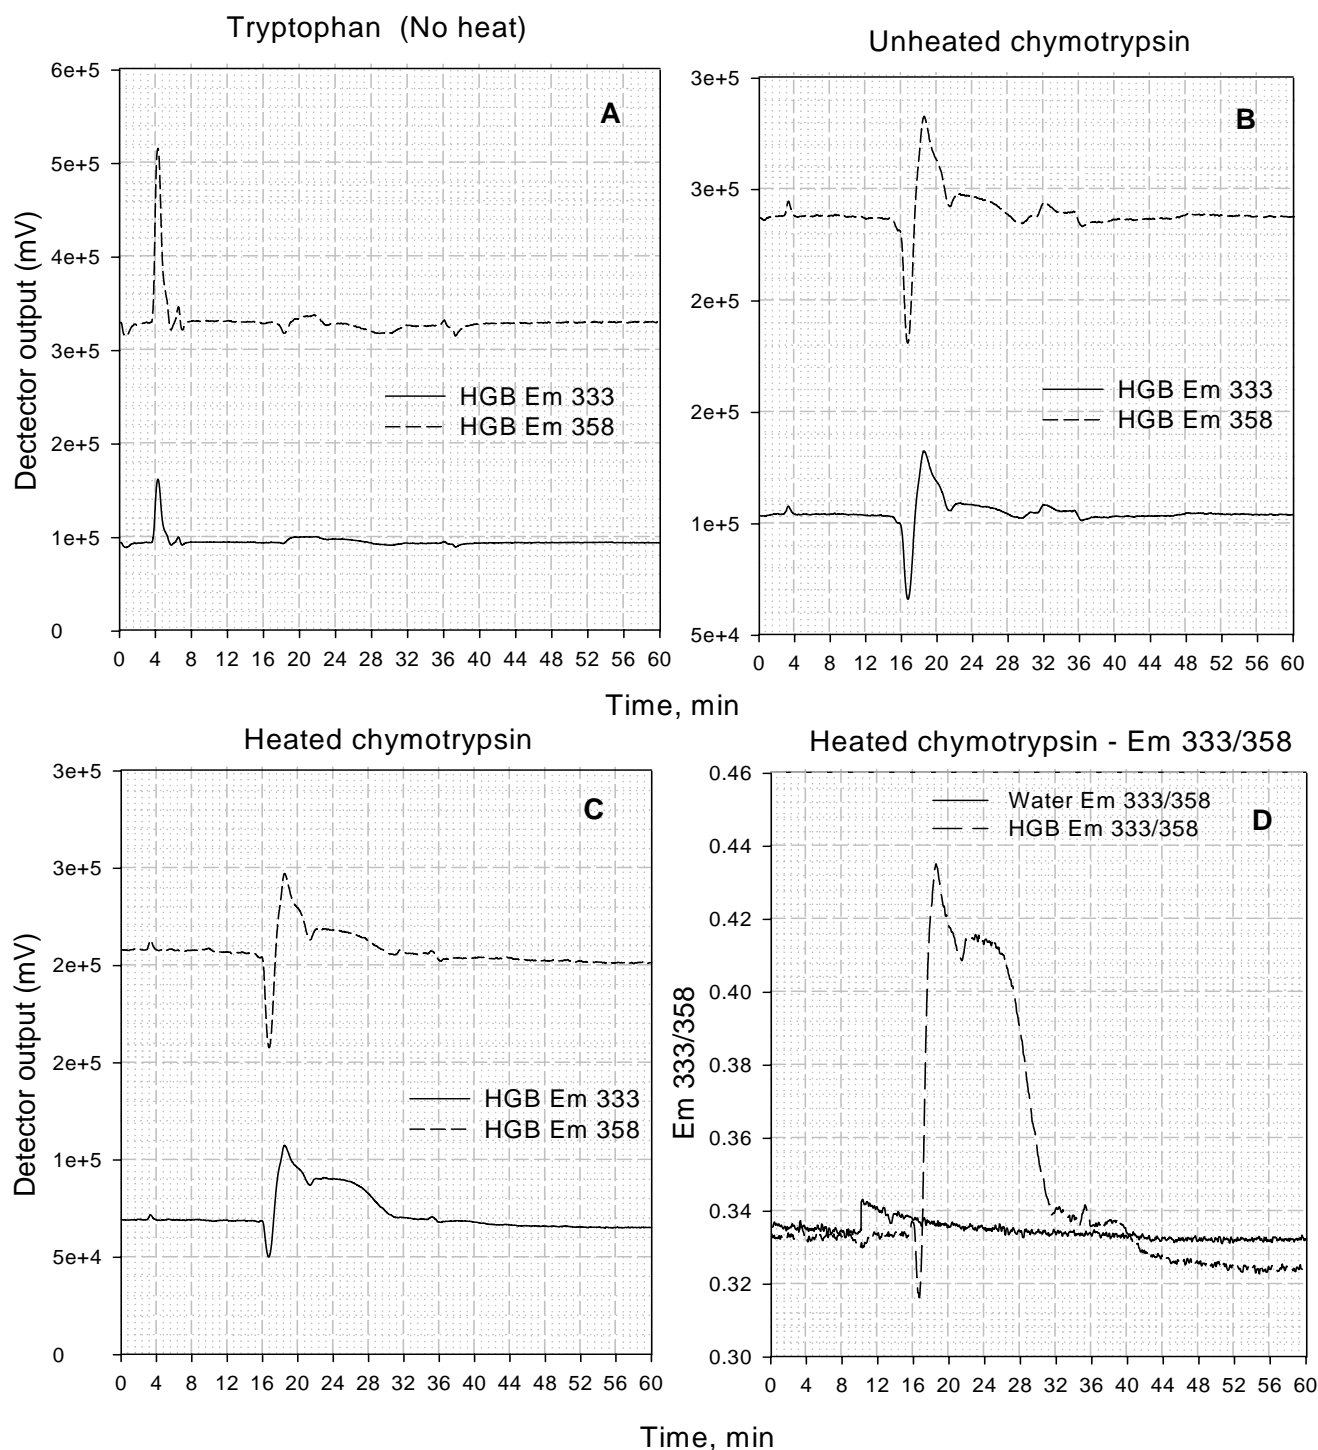 Tryptophan (No heat)
6e+5
5e+5
4e+5
3e+5
2e+5
1e+5
0
Dectector output (mV)
A
HGB Em 333
HGB Em 358
0 4 8 12 16 20 24 28 32 36 40 44 48 52 56 60
Unheated chymotrypsin
3e+5
3e+5
2e+5
2e+5
1e+5
5e+4
B
HGB Em 333
HGB Em 358
0 4 8 12 16 20 24 28 32 36 40 44 48 52 56 60
Time, min
Heated chymotrypsin
3e+5
3e+5
2e+5
2e+5
1e+5
5e+4
0
Detector output (mV)
C
HGB Em 333
HGB Em 358
0 4 8 12 16 20 24 28 32 36 40 44 48 52 56 60
Heated chymotrypsin - Em 333/358
0.46
0.44
0.42
0.40
0.38
0.36
0.34
0.32
0.30
Em 333/358
Water Em 333/358
HGB Em 333/358
D
0 4 8 12 16 20 24 28 32 36 40 44 48 52 56 60
Time, min